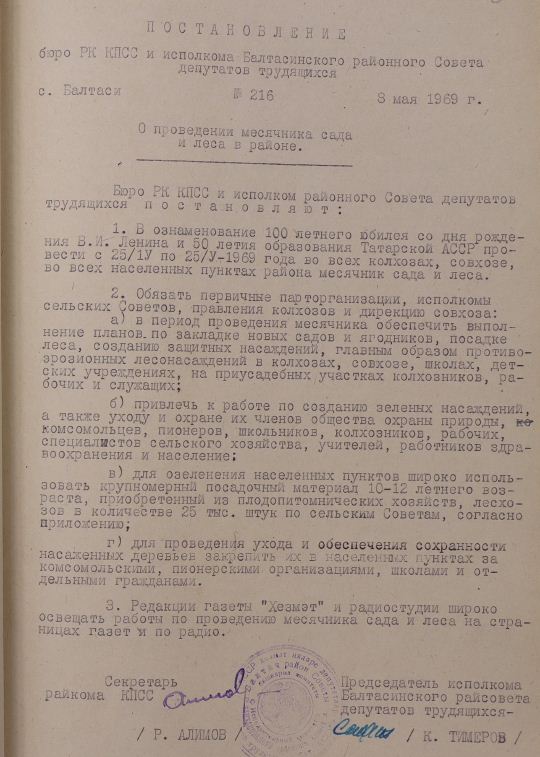 П О С Т А Н О В Л Е Н И Е
бюро РК КПСС и исполкома Балтасинского районного Совета
депутатов трудящихся
с. Балтаси № 216 8 мая 1969 г.
О проведении месячника сада
и леса в районе.
Бюро РК КПСС и исполком районного Совета депутатов
трудящихся п о с т а н о в л я ю т :
1. В ознаменование 100 летнего юбилея со дня рожде-
ния В.И. Ленина и 50 летия образования Татарской АССР про-
вести с 25/1У по 25/У-1969 года во всех колхозах, совхозе,
во всех населенных пунктах района месячник сада и леса.
2. Обязать первичные парторганизации, исполкомы
сельских Советов, правления колхозов и дирекцию совхоза:
а) в период проведения месячника обеспечить выпол-
нение планов по закладке новых садов и ягодников, посадке
леса, созданию защитных насаждений, главным образом противо-
эрозионных лесонасаждений в колхозах, совхозе, школах, дет-
ских учреждениях, на приусадебных участках колхозников, ра-
бочих и служащих;
б) привлечь к работе по созданию зеленых насаждений,
а также уходу и охране их членов общества охраны природы, ко
комсомольцев, пионеров, школьников, колхозников, рабочих,
специалистов сельского хозяйства, учителей, работников здра-
воохранения и население;
в) для озеленения населенных пунктов широко исполь-
зовать крупномерный посадочный материал 10-12 летнего воз-
раста, приобретенный из плодопитомнических хозяйств, лесхо-
зов в количестве 25 тыс. штук по сельским Советам, согласно
приложению;
г) для проведения ухода и обеспечения сохранности
насаженных деревьев закрепить их в населенных пунктах за
комсомольскими, пионерскими организациями, школами и от-
дельными гражданами.
3. Редакции газеты "Хезмэт" и радиостудии широко
освещать работы по проведению месячника сада и леса на стра-
ницах газет и по радио.
Секретарь
райкома КПСС
/ Р. АЛИМОВ /
Председатель исполкома
Балтасинского райсовета
депутатов трудящихся-
/ К. ТИМЕРОВ /